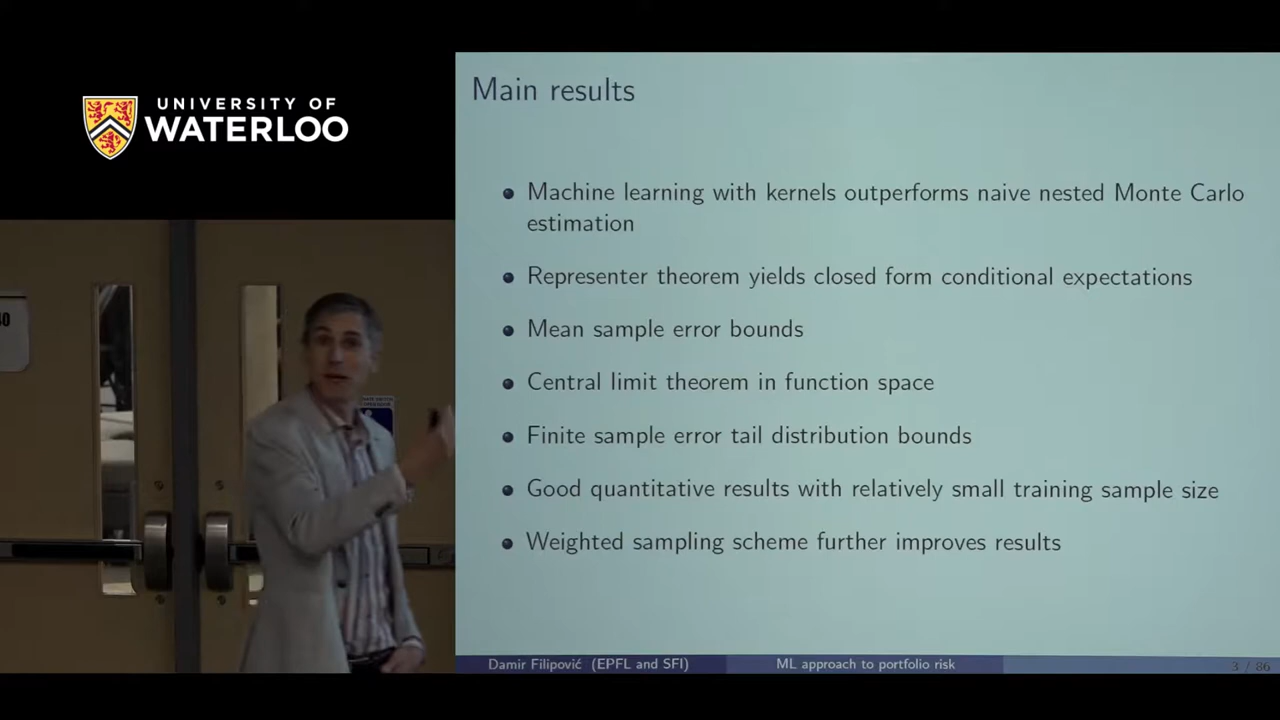 UNIVERSITY OF
WATERLOO
40
Main results
Machine learning with kernels outperforms naive nested Monte Carlo
estimation
Representer theorem yields closed form conditional expectations
Mean sample error bounds
Central limit theorem in function space
Finite sample error tail distribution bounds
Good quantitative results with relatively small training sample size
Weighted sampling scheme further improves results
Damir Filipović (EPFL and SFI)
ML approach to portfolio risk
3 / 86